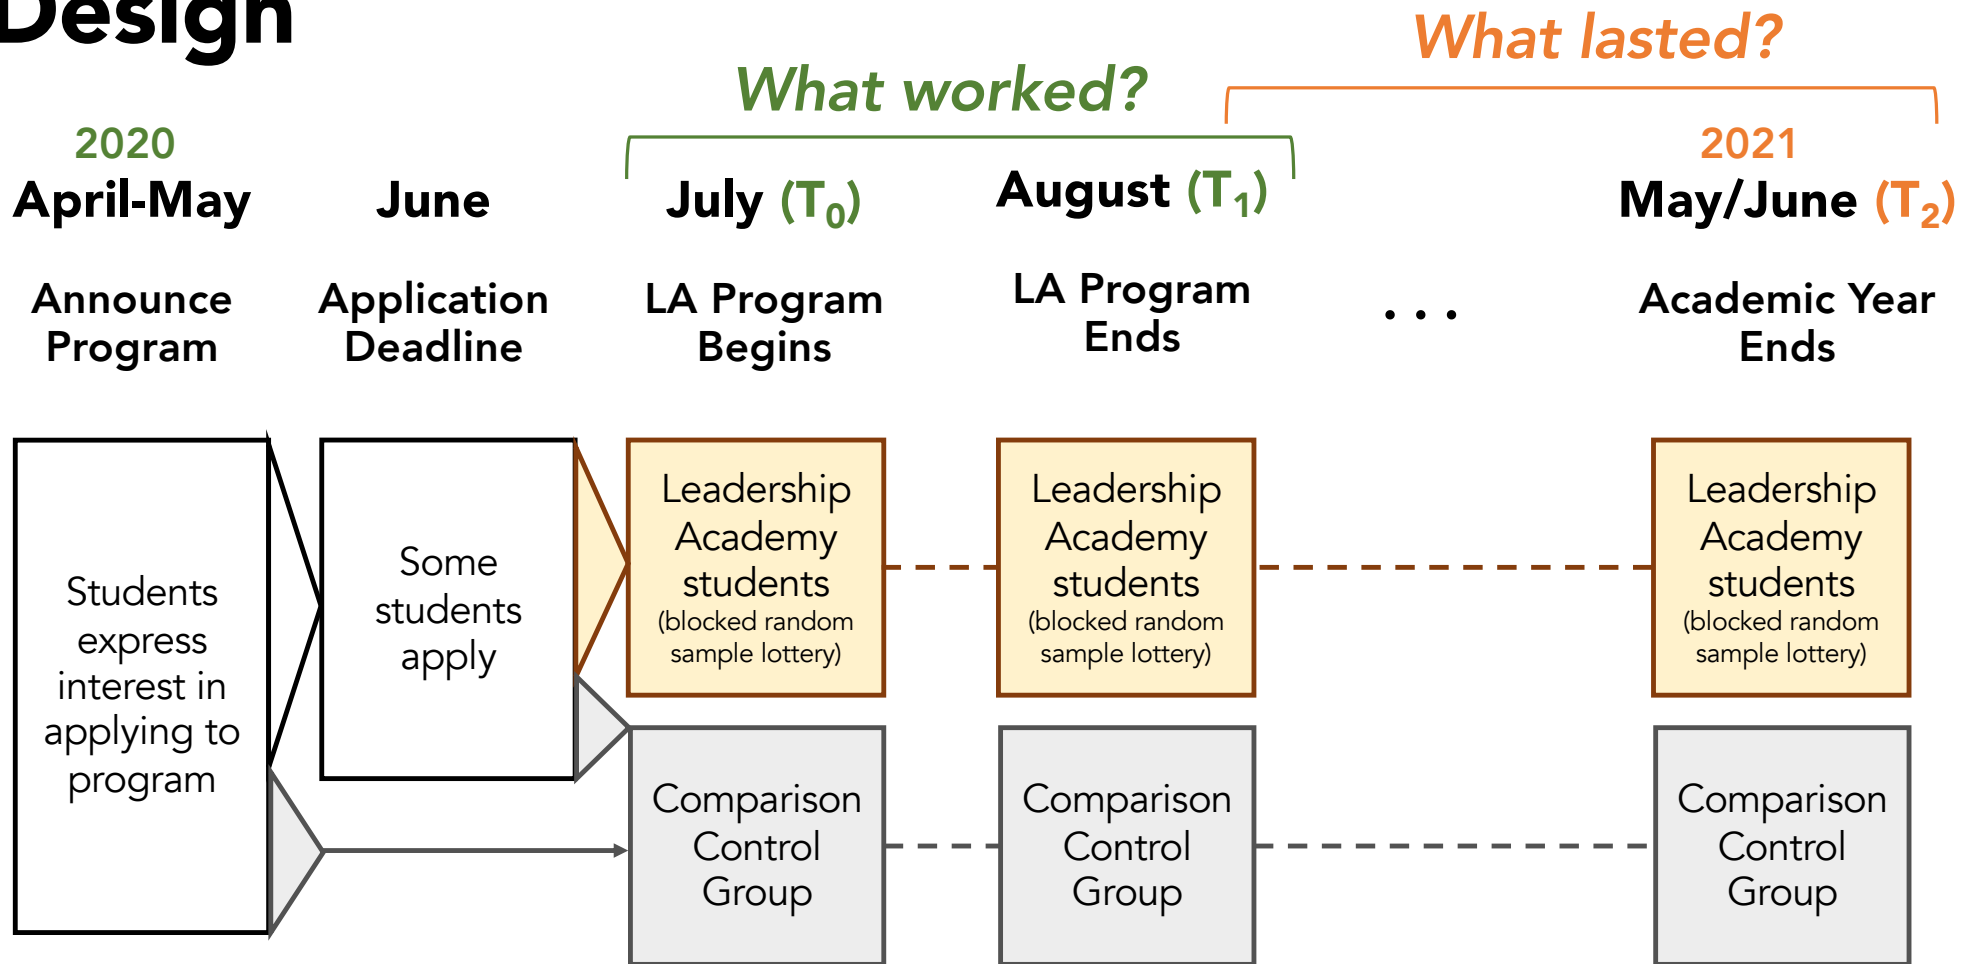 Design
What worked?
What lasted?
2020
April-May
Announce
Program
June
Application
Deadline
July (T0)
LA Program
Begins
August (T1)
LA Program
Ends
. . .
2021
May/June (T2)
Academic Year
Ends
Students
express
interest in
applying to
program
Some
students
apply
Leadership
Academy
students
(blocked random
sample lottery)
Leadership
Academy
students
(blocked random
sample lottery)
Leadership
Academy
students
(blocked random
sample lottery)
Comparison
Control
Group
Comparison
Control
Group
Comparison
Control
Group